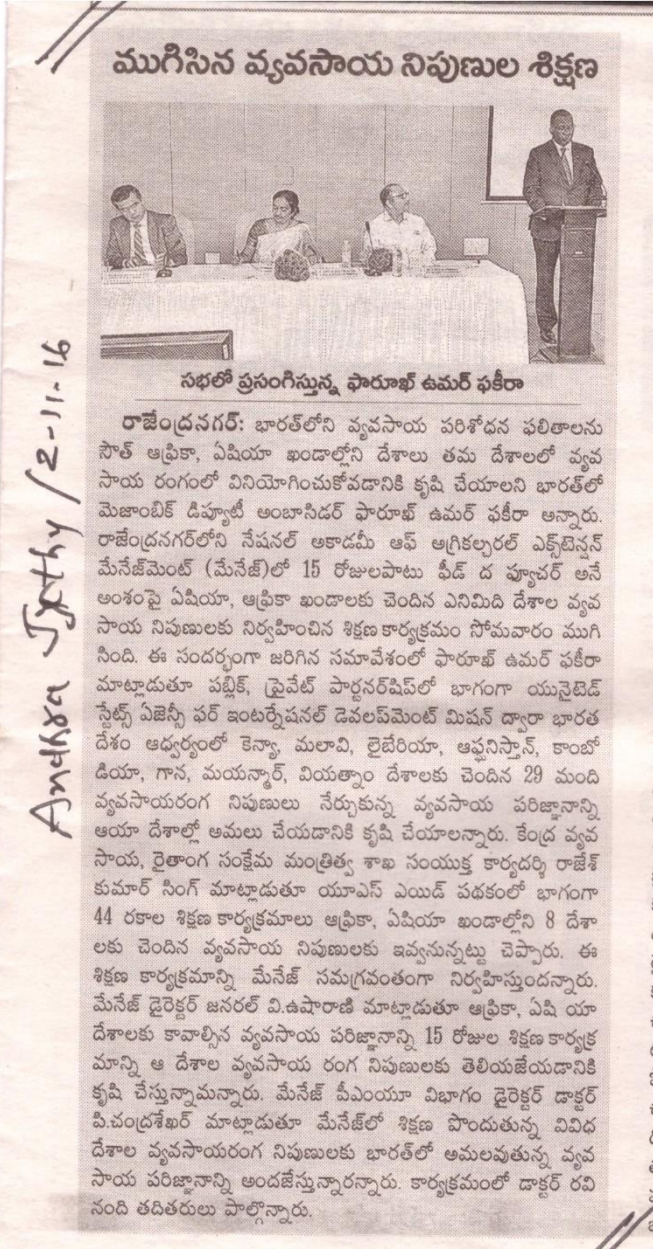 ముగిసిన వ్యవసాయ నిపుణుల శిక్షణ
సభలో ప్రసంగిస్తున్న ఫారూఖ్ ఉమర్ ఫకీరా
Andhra Jyothy / 2-11-16
రాజేంద్రనగర్: భారత్‌లోని వ్యవసాయ పరిశోధన ఫలితాలను
సౌత్ ఆఫ్రికా, ఏషియా ఖండాల్లోని దేశాలు తమ దేశాలలో వ్యవ
సాయ రంగంలో వినియోగించుకోవడానికి కృషి చేయాలని భారత్‌లో
మెజాంబిక్ డిప్యూటీ అంబాసిడర్ ఫారూఖ్ ఉమర్ ఫకీరా అన్నారు.
రాజేంద్రనగర్‌లోని నేషనల్ అకాడమీ ఆఫ్ అగ్రికల్చరల్ ఎక్స్‌టెన్షన్
మేనేజ్‌మెంట్ (మేనేజ్)లో 15 రోజులపాటు ఫీడ్ ద ఫ్యూచర్ అనే
అంశంపై ఏషియా, ఆఫ్రికా ఖండాలకు చెందిన ఎనిమిది దేశాల వ్యవ
సాయ నిపుణులకు నిర్వహించిన శిక్షణ కార్యక్రమం సోమవారం ముగి
సింది. ఈ సందర్భంగా జరిగిన సమావేశంలో ఫారూఖ్ ఉమర్ ఫకీరా
మాట్లాడుతూ పబ్లిక్, ప్రైవేట్ పార్టనర్‌షిప్‌లో భాగంగా యునైటెడ్
స్టేట్స్ ఏజెన్సీ ఫర్ ఇంటర్నేషనల్ డెవలప్‌మెంట్ మిషన్ ద్వారా భారత
దేశం ఆధ్వర్యంలో కెన్యా, మలావి, లైబేరియా, ఆఫ్ఘనిస్తాన్, కాంబో
డియా, గాన, మయన్మార్, వియత్నాం దేశాలకు చెందిన 29 మంది
వ్యవసాయరంగ నిపుణులు నేర్చుకున్న వ్యవసాయ పరిజ్ఞానాన్ని
ఆయా దేశాల్లో అమలు చేయడానికి కృషి చేయాలన్నారు. కేంద్ర వ్యవ
సాయ, రైతాంగ సంక్షేమ మంత్రిత్వ శాఖ సంయుక్త కార్యదర్శి రాజేశ్
కుమార్ సింగ్ మాట్లాడుతూ యూఎస్ ఎయిడ్ పథకంలో భాగంగా
44 రకాల శిక్షణ కార్యక్రమాలు ఆఫ్రికా, ఏషియా ఖండాల్లోని 8 దేశా
లకు చెందిన వ్యవసాయ నిపుణులకు ఇవ్వనున్నట్టు చెప్పారు. ఈ
శిక్షణ కార్యక్రమాన్ని మేనేజ్ సమగ్రవంతంగా నిర్వహిస్తుందన్నారు.
మేనేజ్ డైరెక్టర్ జనరల్ వి.ఉషారాణి మాట్లాడుతూ ఆఫ్రికా, ఏషి యా
దేశాలకు కావాల్సిన వ్యవసాయ పరిజ్ఞానాన్ని 15 రోజుల శిక్షణ కార్యక్ర
మాన్ని ఆ దేశాల వ్యవసాయ రంగ నిపుణులకు తెలియజేయడానికి
కృషి చేస్తున్నామన్నారు. మేనేజ్ పీఎంయూ విభాగం డైరెక్టర్ డాక్టర్
పి.చంద్రశేఖర్ మాట్లాడుతూ మేనేజ్‌లో శిక్షణ పొందుతున్న వివిధ
దేశాల వ్యవసాయరంగ నిపుణులకు భారత్‌లో అమలవుతున్న వ్యవ
సాయ పరిజ్ఞానాన్ని అందజేస్తున్నారన్నారు. కార్యక్రమంలో డాక్టర్ రవి
నంది తదితరులు పాల్గొన్నారు.